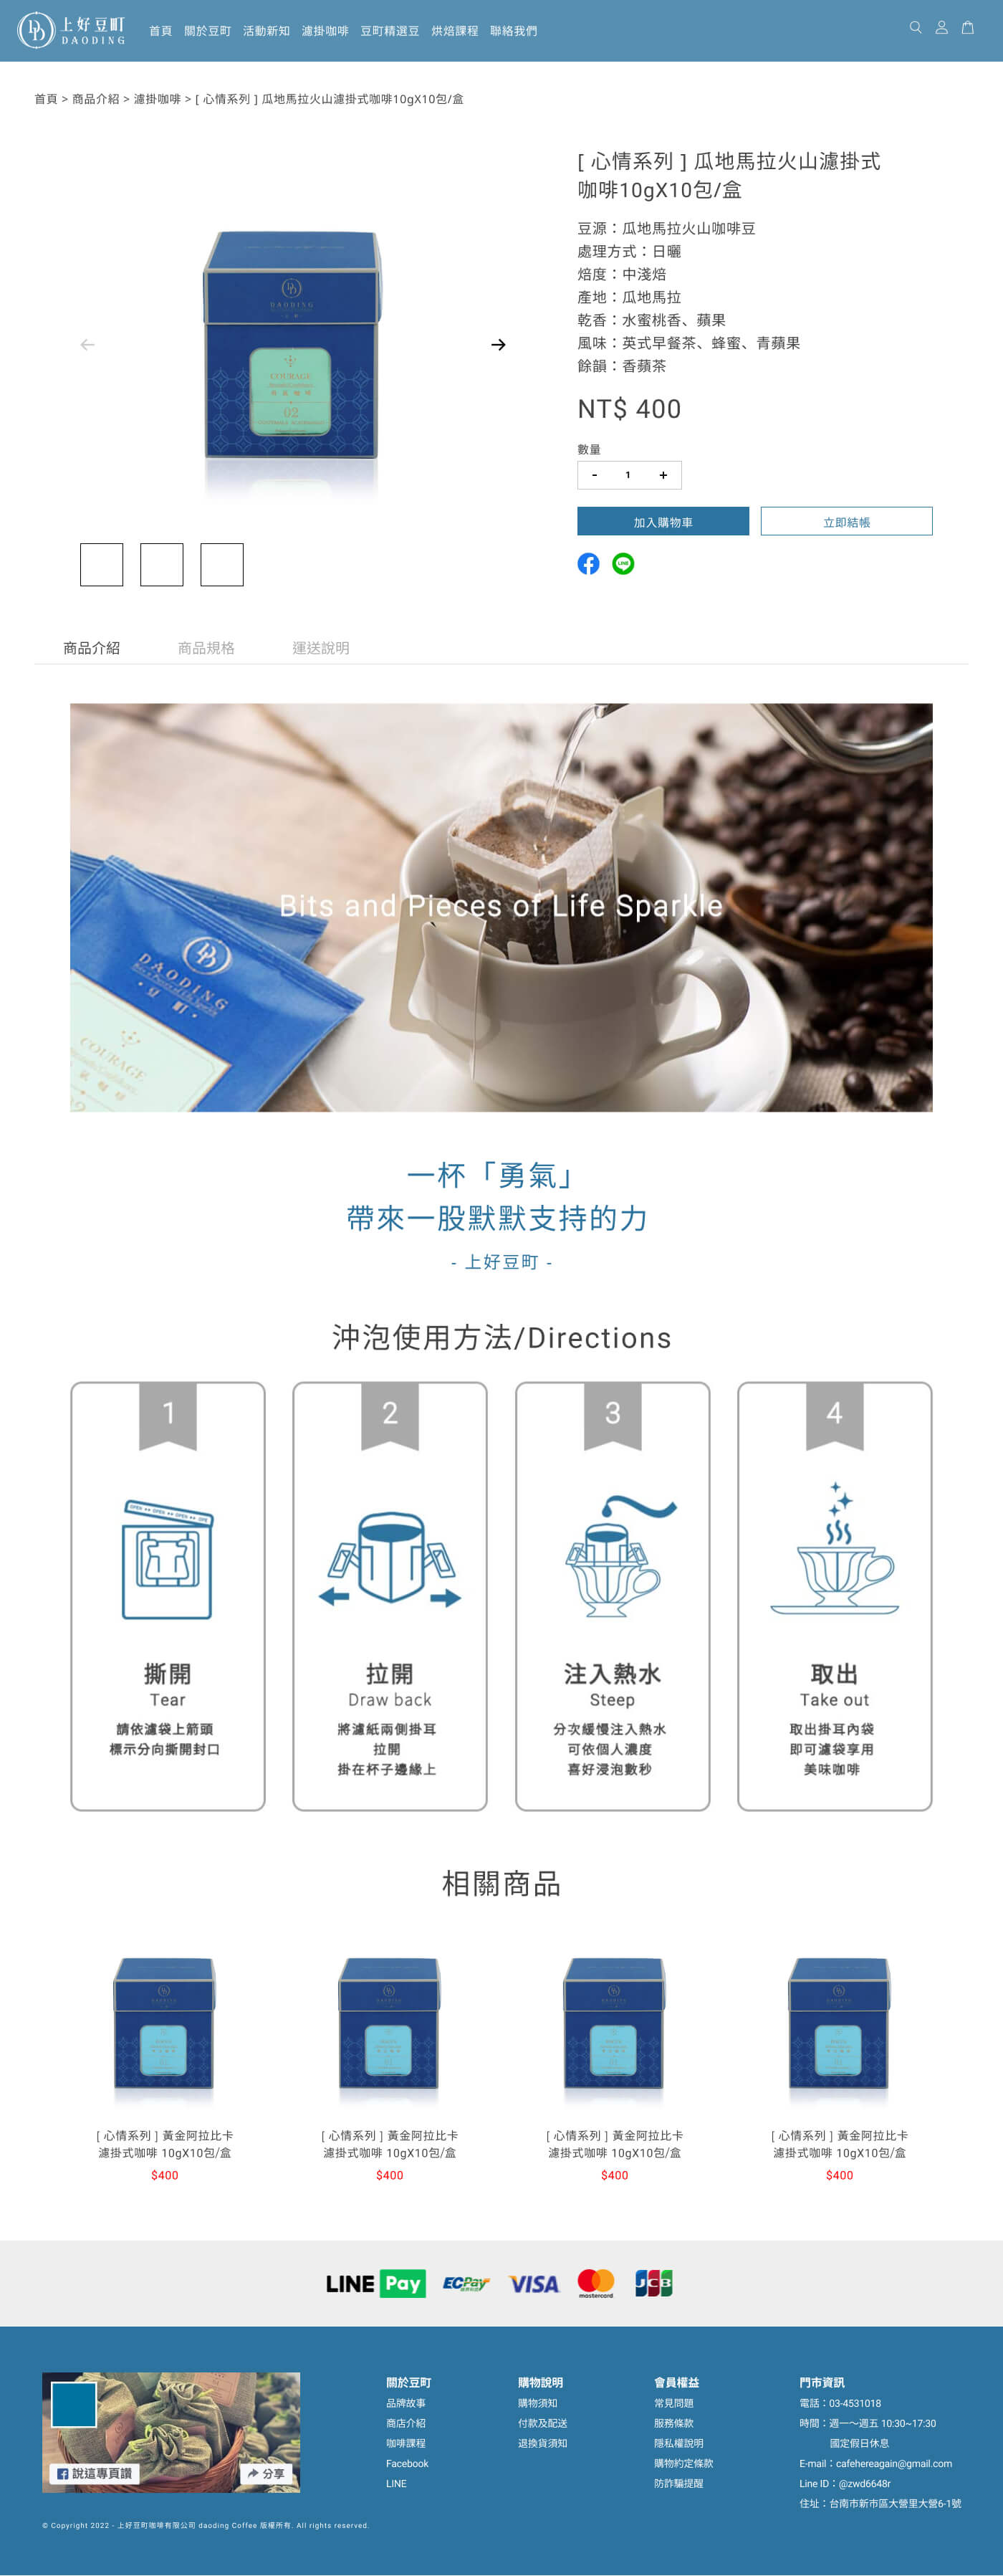 上好豆町
DAODING
首頁 關於豆町 活動新知 濾掛咖啡 豆町精選豆 烘焙課程 聯絡我們
首頁 > 商品介紹 > 濾掛咖啡 > [ 心情系列 ] 瓜地馬拉火山濾掛式咖啡10gX10包/盒
[ 心情系列 ] 瓜地馬拉火山濾掛式
咖啡10gX10包/盒
豆源：瓜地馬拉火山咖啡豆
處理方式：日曬
焙度：中淺焙
產地：瓜地馬拉
乾香：水蜜桃香、蘋果
風味：英式早餐茶、蜂蜜、青蘋果
餘韻：香蘋茶
DAODING
COURAGE
02
NT$ 400
數量
- 1 +
加入購物車 立即結帳
LINE
商品介紹 商品規格 運送說明
Bits and Pieces of Life Sparkle
DAODING
豆町
COURAGE
一杯「勇氣」
帶來一股默默支持的力
- 上好豆町 -
沖泡使用方法/Directions
1
OPEN OPEN OPEN OPE
撕開
Tear
請依濾袋上箭頭
標示分向撕開封口
2
拉開
Draw back
將濾紙兩側掛耳
拉開
掛在杯子邊緣上
3
注入熱水
Steep
分次緩慢注入熱水
可依個人濃度
喜好浸泡數秒
4
取出
Take out
取出掛耳內袋
即可濾袋享用
美味咖啡
相關商品
[ 心情系列 ] 黃金阿拉比卡
濾掛式咖啡 10gX10包/盒
$400
[ 心情系列 ] 黃金阿拉比卡
濾掛式咖啡 10gX10包/盒
$400
[ 心情系列 ] 黃金阿拉比卡
濾掛式咖啡 10gX10包/盒
$400
[ 心情系列 ] 黃金阿拉比卡
濾掛式咖啡 10gX10包/盒
$400
LINE Pay ECPay VISA mastercard JCB
說這專頁讚 分享
關於豆町
品牌故事
商店介紹
咖啡課程
Facebook
LINE
購物說明
購物須知
付款及配送
退換貨須知
會員權益
常見問題
服務條款
隱私權說明
購物約定條款
防詐騙提醒
門市資訊
電話：03-4531018
時間：週一～週五 10:30~17:30
國定假日休息
E-mail：cafehereagain@gmail.com
Line ID：@zwd6648r
住址：台南市新市區大營里大營6-1號
© Copyright 2022 - 上好豆町咖啡有限公司 daoding Coffee 版權所有. All rights reserved.